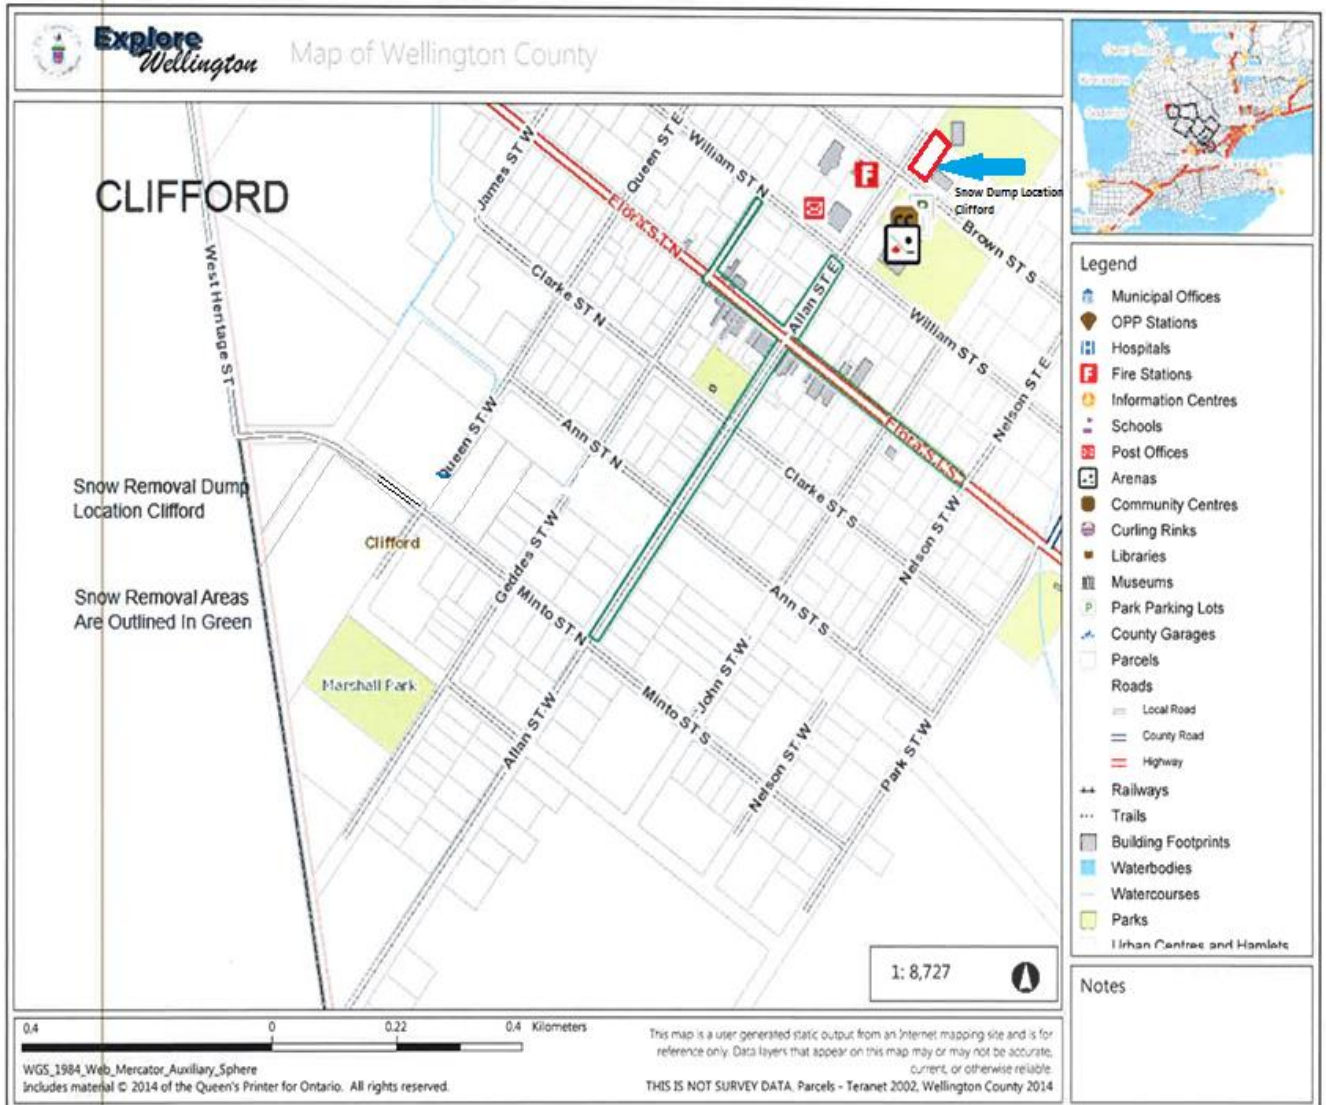 Explore
Wellington
Map of Wellington County
CLIFFORD
James ST W
Queen ST E
William ST N
Elora S.T. N
Snow Dump Location
Clifford
Brown ST S
West Heritage ST
Clarke ST N
Allan ST E
William ST S
Nelson ST E
Queen ST W
Ann ST N
Elora S.T. S
Clarke ST S
Snow Removal Dump
Location Clifford
Clifford
Geddes ST W
Nelson ST W
Snow Removal Areas
Are Outlined In Green
Minto ST N
Ann ST S
Marshall Park
John ST W
Minto ST S
Allan ST W
Nelson ST W
Park ST W
1: 8,727
Legend
Municipal Offices
OPP Stations
Hospitals
F
Fire Stations
Information Centres
Schools
Post Offices
Arenas
Community Centres
Curling Rinks
Libraries
Museums
P
Park Parking Lots
County Garages
Parcels
Roads
Local Road
County Road
Highway
Railways
Trails
Building Footprints
Waterbodies
Watercourses
Parks
Urban Centres and Hamlets
Notes
0.4 0 0.22 0.4 Kilometers
WGS_1984_Web_Mercator_Auxiliary_Sphere
Includes material © 2014 of the Queen's Printer for Ontario. All rights reserved.
This map is a user generated static output from an Internet mapping site and is for
reference only. Data layers that appear on this map may or may not be accurate,
current, or otherwise reliable.
THIS IS NOT SURVEY DATA. Parcels - Teranet 2002, Wellington County 2014